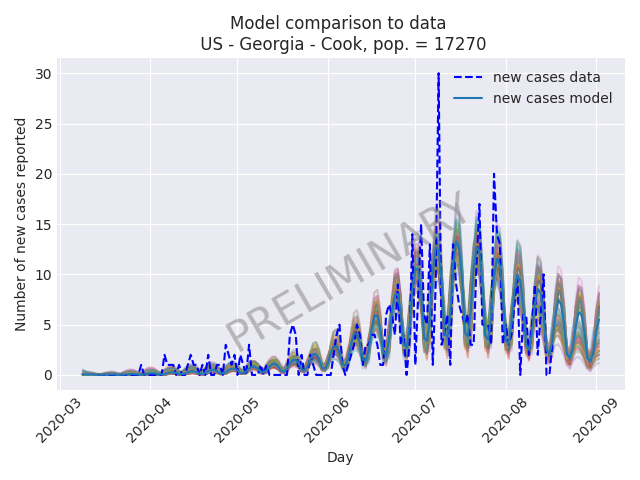 Model comparison to data
US - Georgia - Cook, pop. = 17270
30
25
20
15
10
5
0
Number of new cases reported
new cases data
new cases model
PRELIMINARY
2020-03
2020-04
2020-05
2020-06
2020-07
2020-08
2020-09
Day